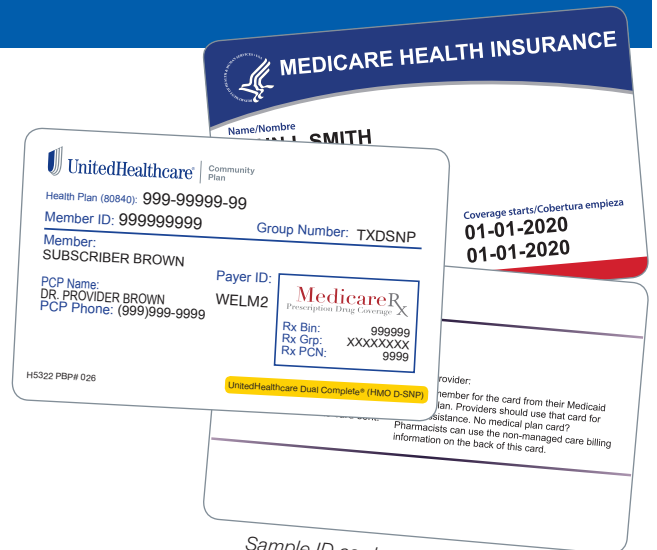 MEDICARE HEALTH INSURANCE
Name/Nombre
L SMITH
Coverage starts/Cobertura empieza
01-01-2020
01-01-2020
UnitedHealthcare® Community
Plan
Health Plan (80840): 999-99999-99
Member ID: 999999999 Group Number: TXDSNP
Member:
SUBSCRIBER BROWN
PCP Name:
DR. PROVIDER BROWN
PCP Phone: (999)999-9999
Payer ID:
WELM2
MedicareRx
Prescription Drug Coverage
Rx Bin: 999999
Rx Grp: XXXXXXXX
Rx PCN: 9999
H5322 PBP# 026
UnitedHealthcare Dual Complete® (HMO D-SNP)
rovider:
member for the card from their Medicaid
lan. Providers should use that card for
sistance. No medical plan card?
Pharmacists can use the non-managed care billing
information on the back of this card.
Sample ID card